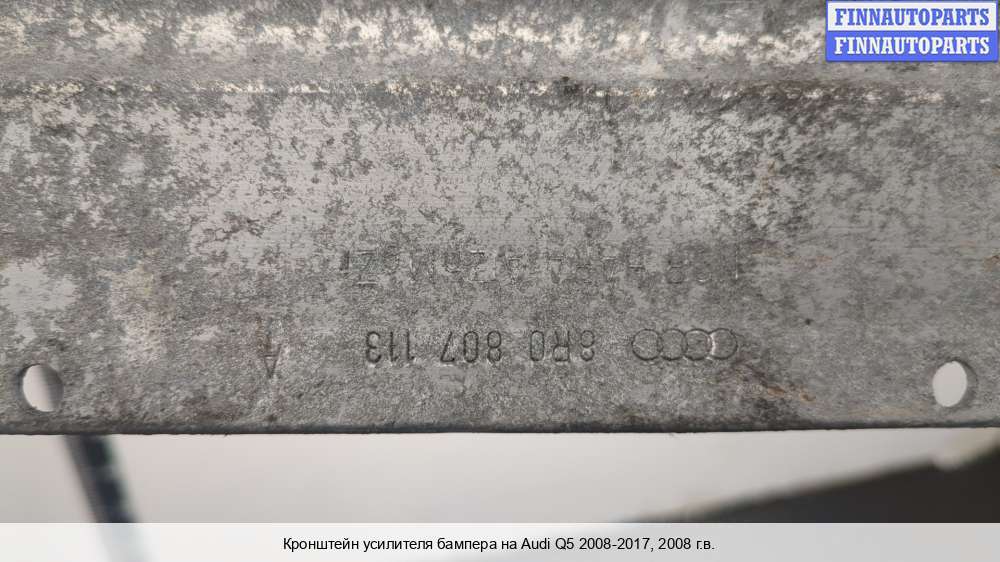 FINNAUTOPARTS
FINNAUTOPARTS
8R0 807 113
A
Кронштейн усилителя бампера на Audi Q5 2008-2017, 2008 г.в.